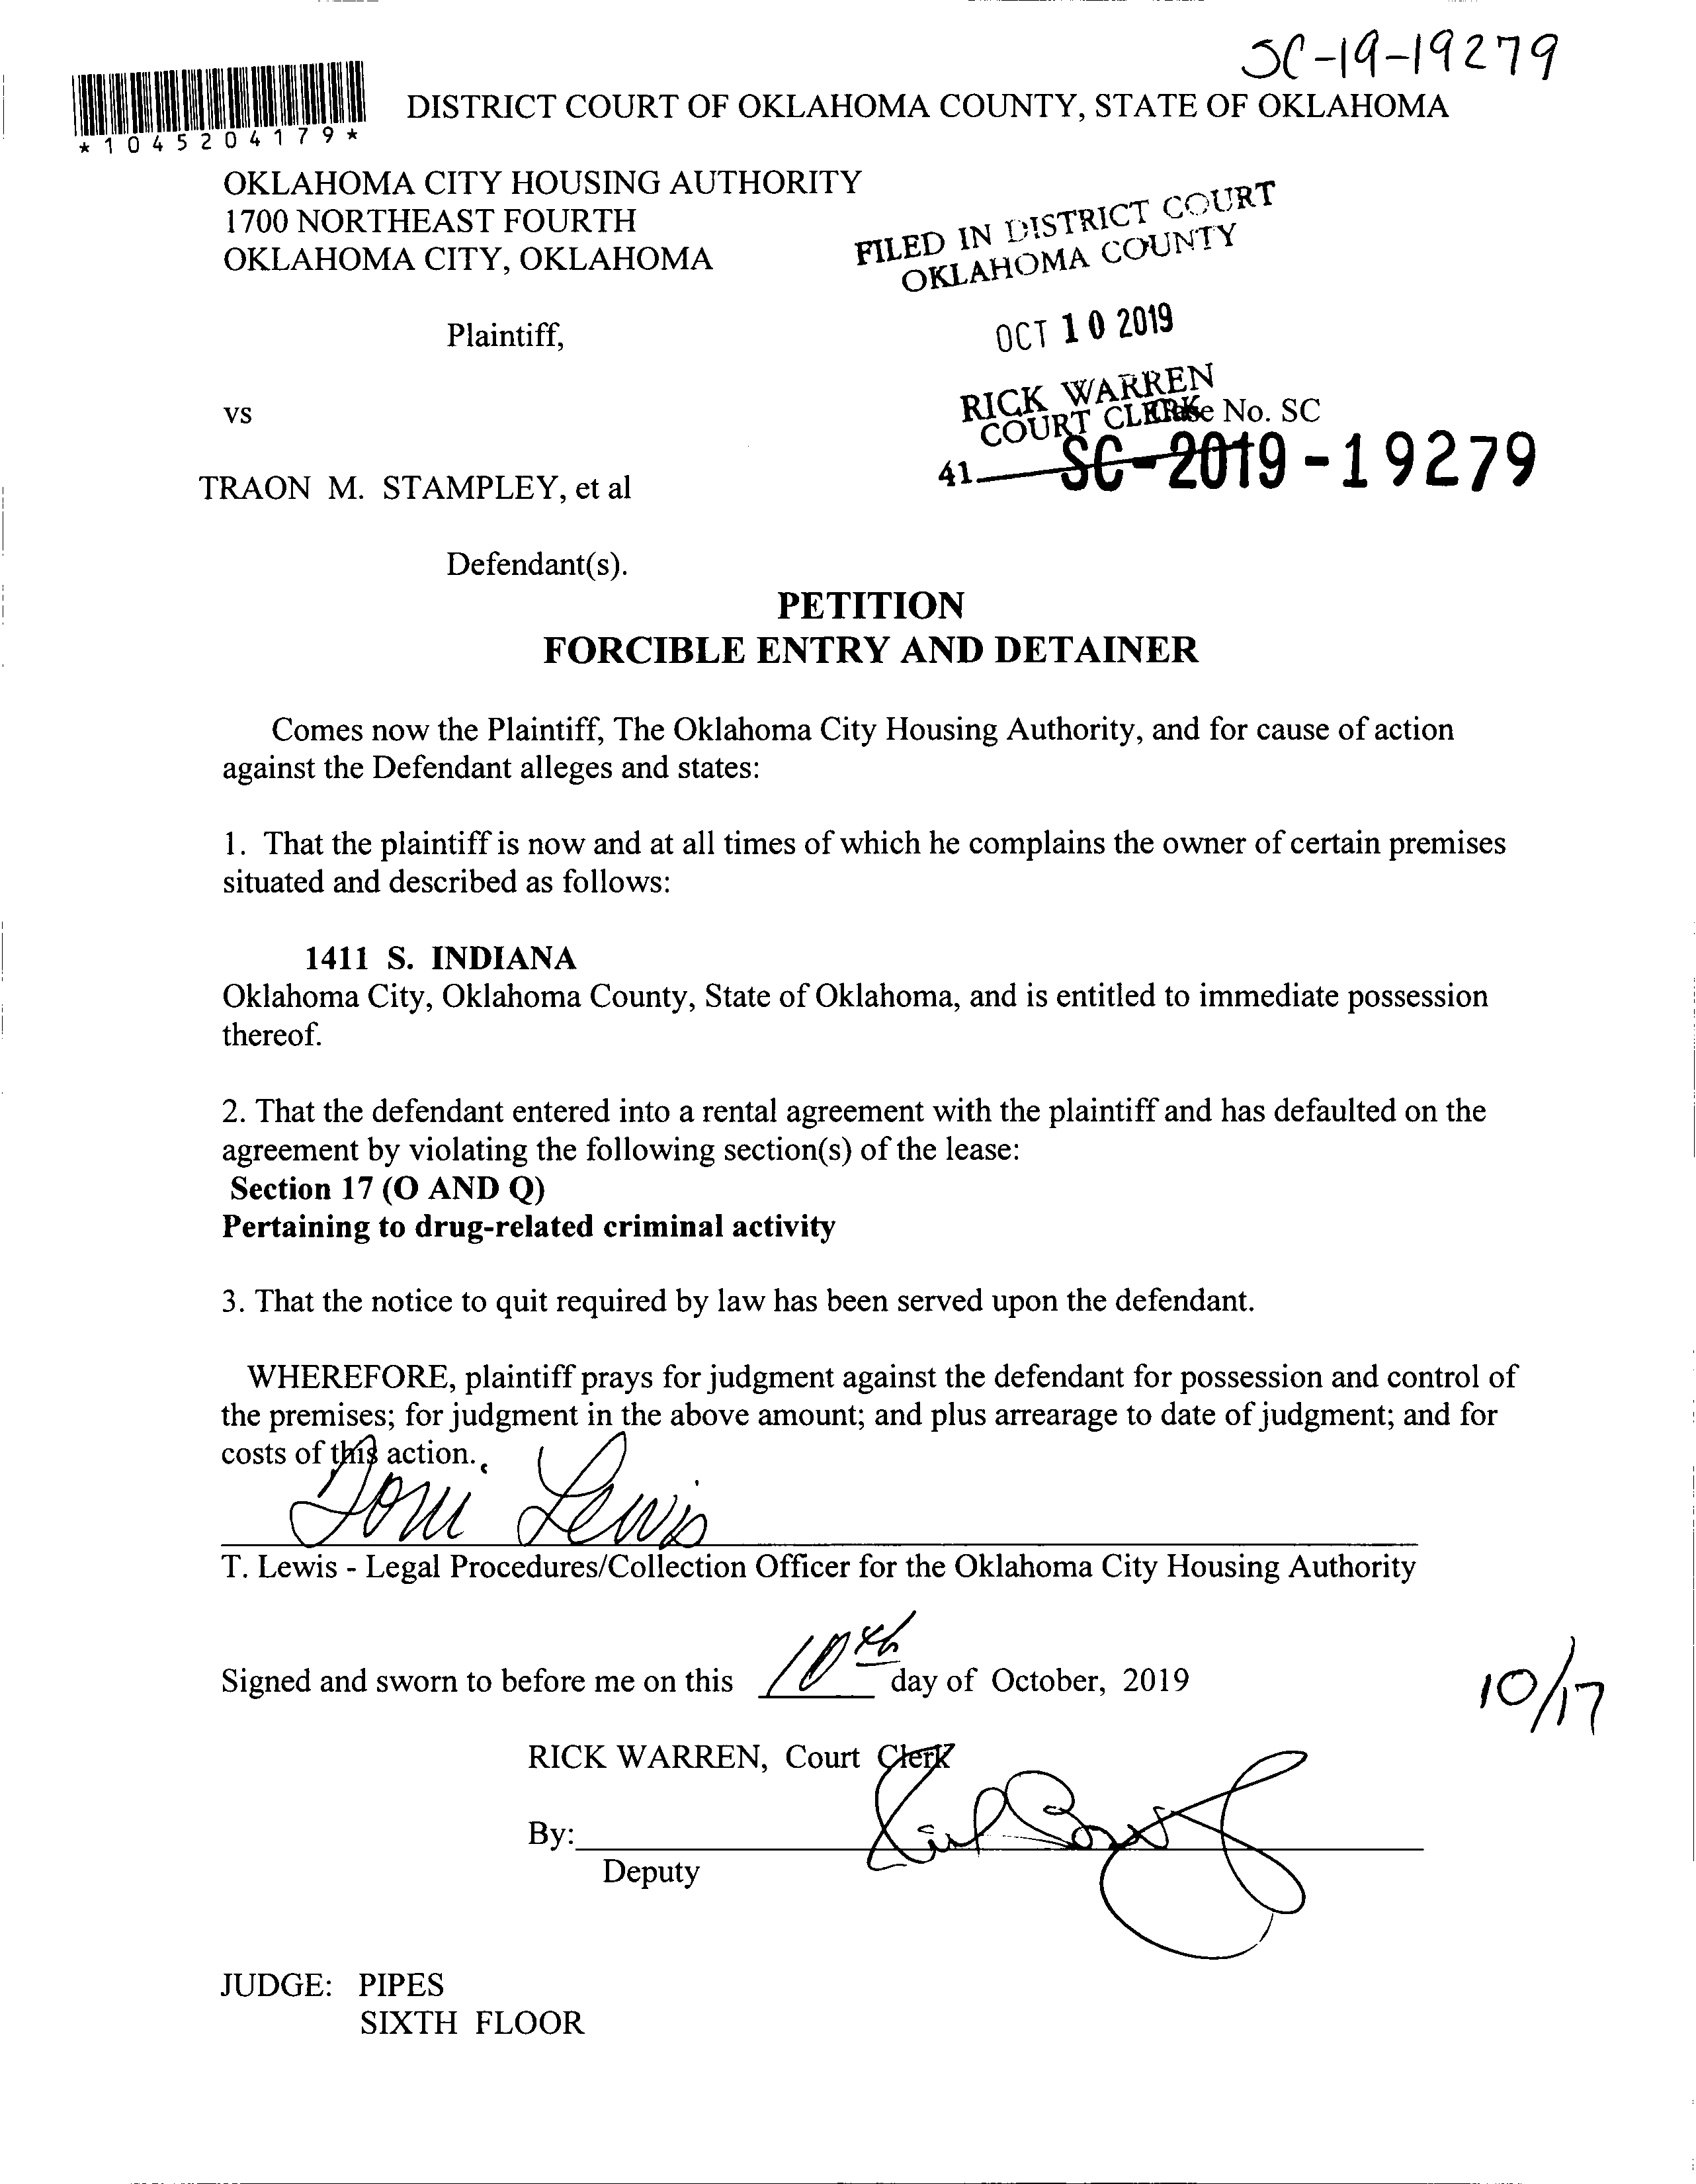 SC-19-19279
*1045204179*
DISTRICT COURT OF OKLAHOMA COUNTY, STATE OF OKLAHOMA
OKLAHOMA CITY HOUSING AUTHORITY
1700 NORTHEAST FOURTH
OKLAHOMA CITY, OKLAHOMA
FILED IN DISTRICT COURT
OKLAHOMA COUNTY
Plaintiff,
OCT 10 2019
RICK WARREN
COURT CLERK
vs
Case No. SC
41
SC-2019-19279
TRAON M. STAMPLEY, et al
Defendant(s).
PETITION
FORCIBLE ENTRY AND DETAINER
Comes now the Plaintiff, The Oklahoma City Housing Authority, and for cause of action
against the Defendant alleges and states:
1. That the plaintiff is now and at all times of which he complains the owner of certain premises
situated and described as follows:
1411 S. INDIANA
Oklahoma City, Oklahoma County, State of Oklahoma, and is entitled to immediate possession
thereof.
2. That the defendant entered into a rental agreement with the plaintiff and has defaulted on the
agreement by violating the following section(s) of the lease:
Section 17 (O AND Q)
Pertaining to drug-related criminal activity
3. That the notice to quit required by law has been served upon the defendant.
WHEREFORE, plaintiff prays for judgment against the defendant for possession and control of
the premises; for judgment in the above amount; and plus arrearage to date of judgment; and for
costs of this action.
Toni Lewis
T. Lewis - Legal Procedures/Collection Officer for the Oklahoma City Housing Authority
Signed and sworn to before me on this 10th day of October, 2019
10/17
RICK WARREN, Court Clerk
By:
Deputy
JUDGE: PIPES
SIXTH FLOOR